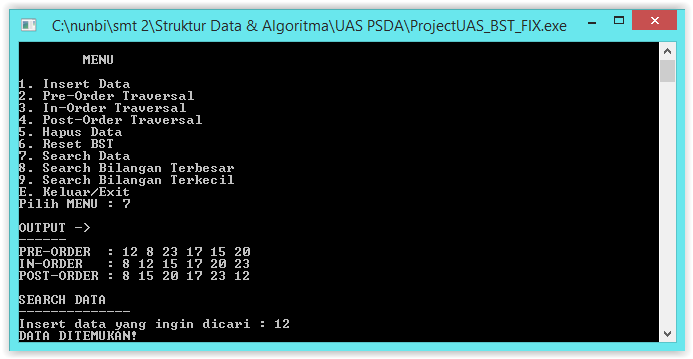 C:\nunbi\smt 2\Struktur Data & Algoritma\UAS PSDA\ProjectUAS_BST_FIX.exe
MENU
1. Insert Data
2. Pre-Order Traversal
3. In-Order Traversal
4. Post-Order Traversal
5. Hapus Data
6. Reset BST
7. Search Data
8. Search Bilangan Terbesar
9. Search Bilangan Terkecil
E. Keluar/Exit
Pilih MENU : 7
OUTPUT ->
------
PRE-ORDER  : 12 8 23 17 15 20
IN-ORDER   : 8 12 15 17 20 23
POST-ORDER : 8 15 20 17 23 12
SEARCH DATA
--------------
Insert data yang ingin dicari : 12
DATA DITEMUKAN!